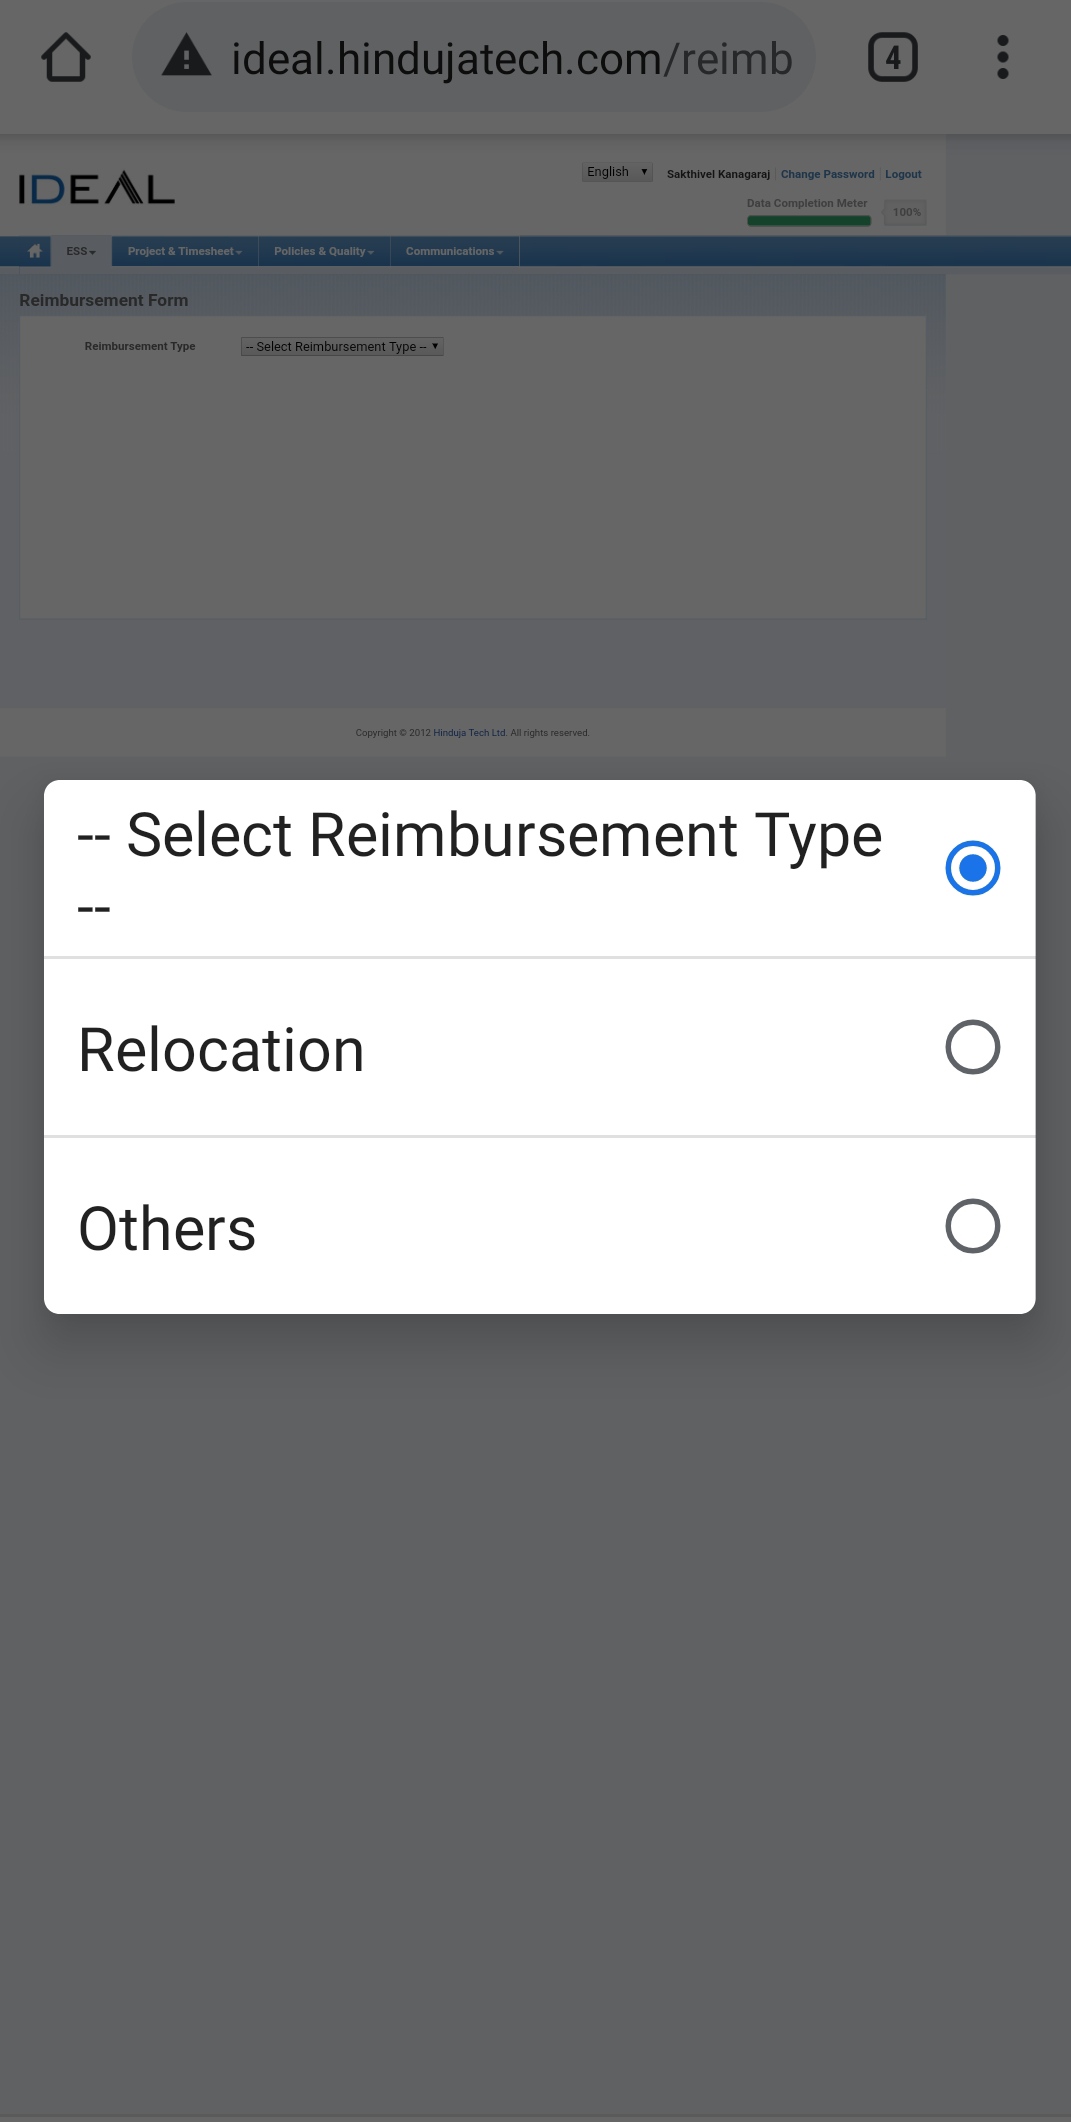 ideal.hindujatech.com/reimb
4
IDEAL
English
Sakthivel Kanagaraj
Change Password
Logout
Data Completion Meter
100%
ESS
Project & Timesheet
Policies & Quality
Communications
Reimbursement Form
Reimbursement Type
-- Select Reimbursement Type --
Copyright © 2012 Hinduja Tech Ltd. All rights reserved.
-- Select Reimbursement Type
--
Relocation
Others